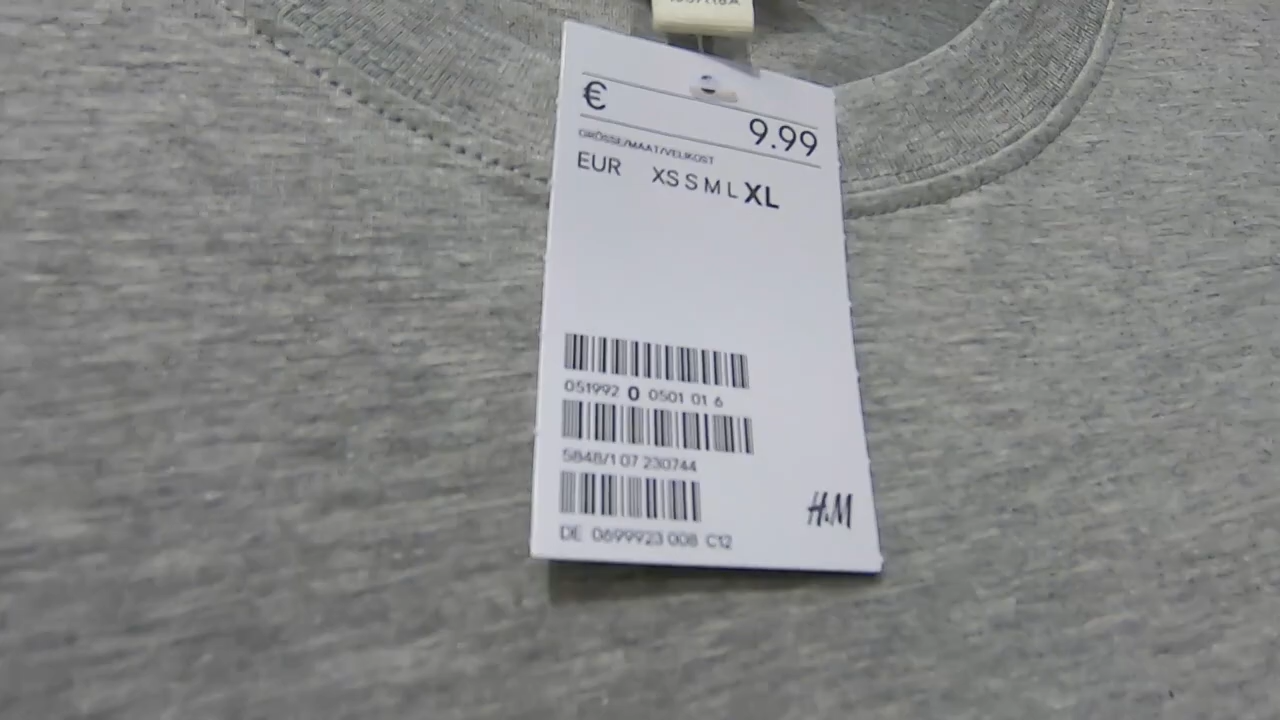 € 9.99
GRÖSSE/MAAT/VELIKOST
EUR XS S M L XL
051992 0 0501 01 6
5848/1 07 230744
DE 0699923 008 C12
H&M